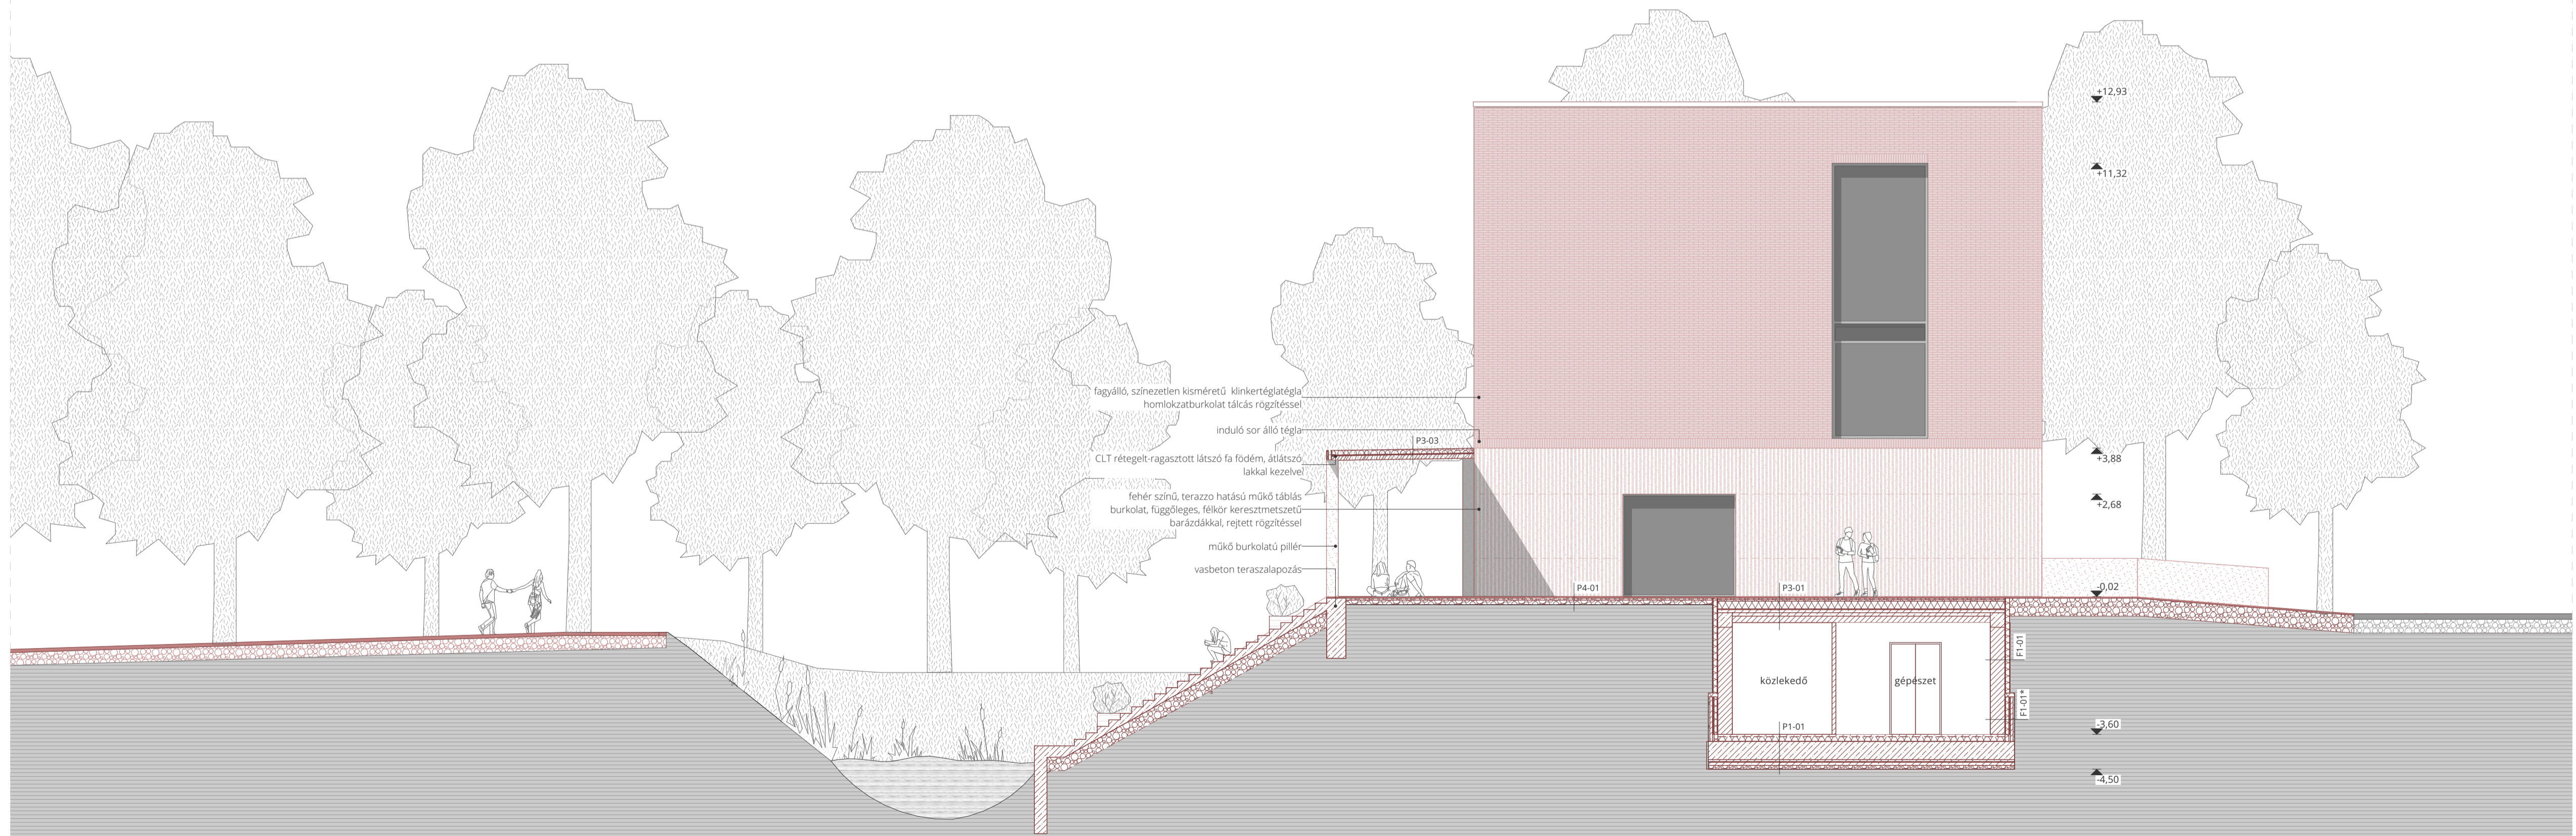 +12,93
+11,32
fagyálló, színezetlen kisméretű klinkertéglatégla
homlokzatburkolat tálcás rögzítéssel
induló sor álló tégla
P3-03
CLT rétegelt-ragasztott látszó fa födém, átlátszó
lakkal kezelve
+3,88
fehér színű, terazzo hatású műkő táblás
burkolat, függőleges, félkör keresztmetszetű
barázdákkal, rejtett rögzítéssel
+2,68
műkő burkolatú pillér
vasbeton teraszalapozás
P4-01
P3-01
-0,02
F1-01
közlekedő
gépészet
F1-01*
P1-01
-3,60
-4,50